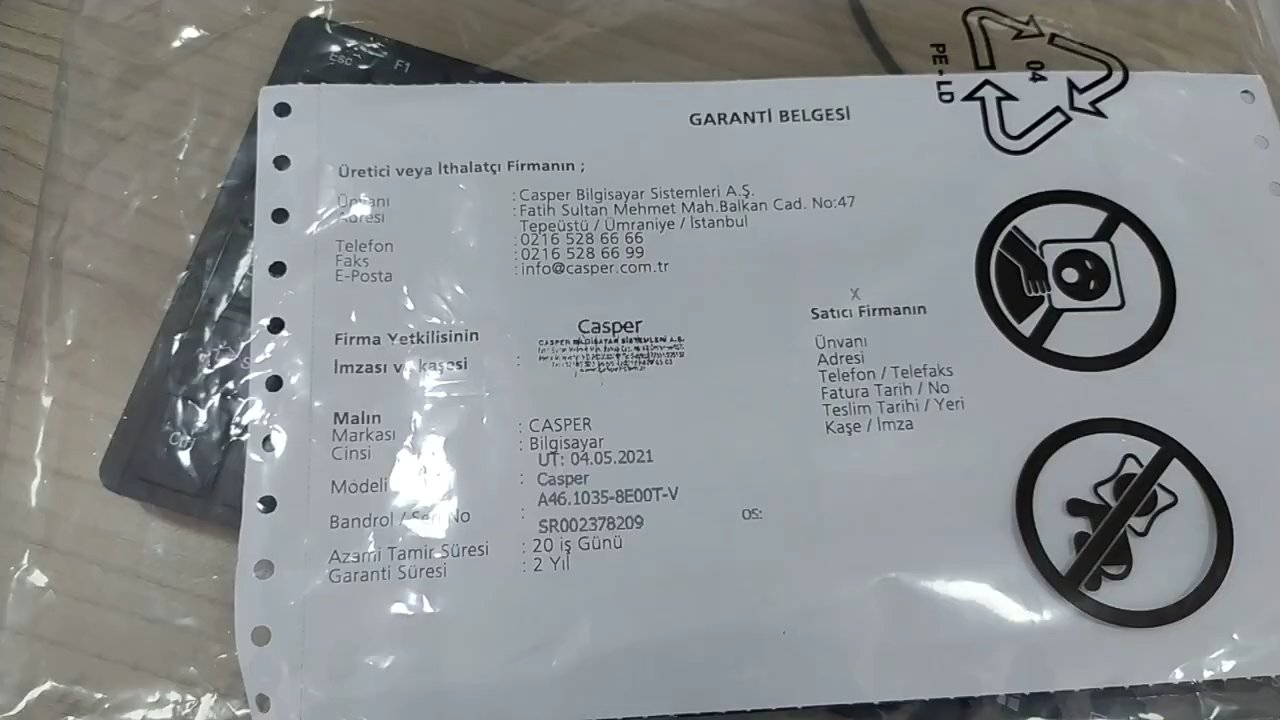 Esc F1
PE-LD
04
GARANTİ BELGESİ
Üretici veya İthalatçı Firmanın ;
Ünvanı : Casper Bilgisayar Sistemleri A.Ş.
Adresi : Fatih Sultan Mehmet Mah.Balkan Cad. No:47
Tepeüstü / Ümraniye / İstanbul
Telefon : 0216 528 66 66
Faks : 0216 528 66 99
E-Posta : info@casper.com.tr
Firma Yetkilisinin
İmzası ve kaşesi :
Casper
CASPER BİLGİSAYAR SİSTEMLERİ A.Ş.
X
Satıcı Firmanın
Ünvanı
Adresi
Telefon / Telefaks
Fatura Tarih / No
Teslim Tarihi / Yeri
Kaşe / İmza
Malın
Markası : CASPER
Cinsi : Bilgisayar
UT: 04.05.2021
Modeli : Casper
A46.1035-8E00T-V
Bandrol / Seri No : SR002378209
OS:
Azami Tamir Süresi : 20 iş Günü
Garanti Süresi : 2 Yıl